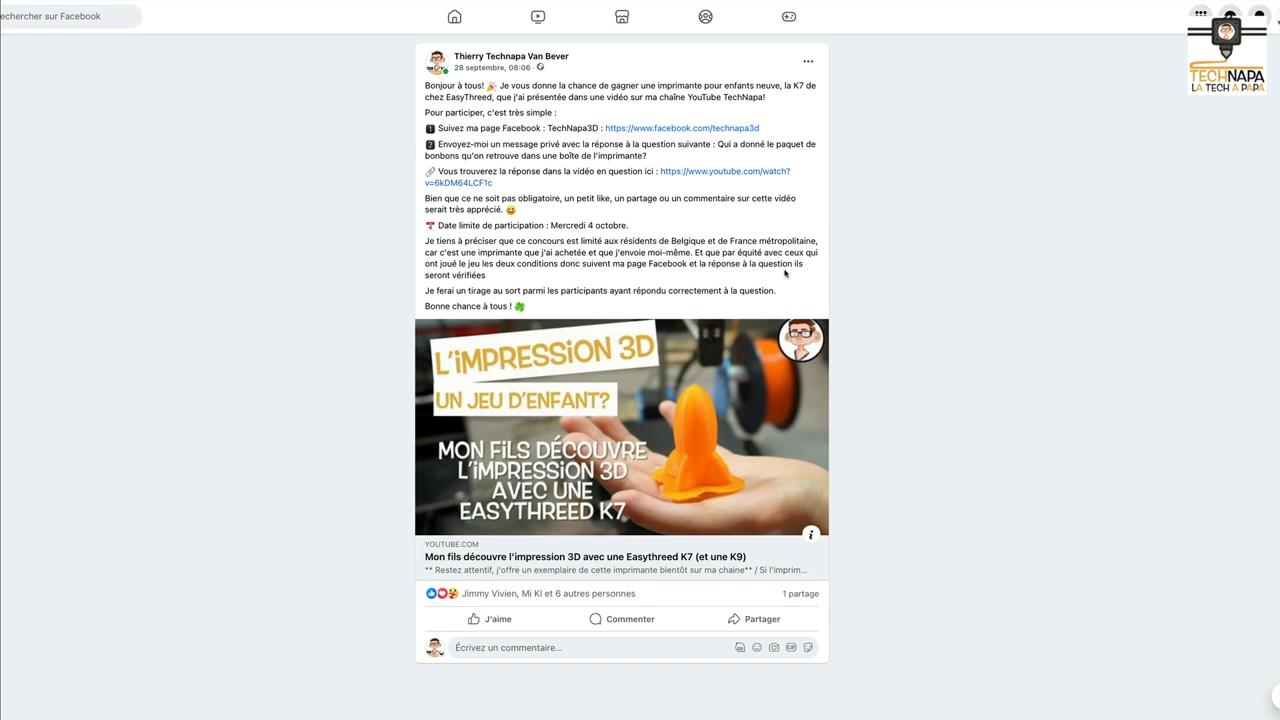 echercher sur Facebook
TECHNAPA
LA TECH A PAPA
Thierry Technapa Van Bever
28 septembre, 08:06 ·
Bonjour à tous! 🎉 Je vous donne la chance de gagner une imprimante pour enfants neuve, la K7 de
chez EasyThreed, que j'ai présentée dans une vidéo sur ma chaîne YouTube TechNapa!
Pour participer, c'est très simple :
1 Suivez ma page Facebook : TechNapa3D : https://www.facebook.com/technapa3d
2 Envoyez-moi un message privé avec la réponse à la question suivante : Qui a donné le paquet de
bonbons qu'on retrouve dans une boîte de l'imprimante?
🔗 Vous trouverez la réponse dans la vidéo en question ici : https://www.youtube.com/watch?
v=6kDM64LCF1c
Bien que ce ne soit pas obligatoire, un petit like, un partage ou un commentaire sur cette vidéo
serait très apprécié. 😄
📅 Date limite de participation : Mercredi 4 octobre.
Je tiens à préciser que ce concours est limité aux résidents de Belgique et de France métropolitaine,
car c'est une imprimante que j'ai achetée et que j'envoie moi-même. Et que par équité avec ceux qui
ont joué le jeu les deux conditions donc suivent ma page Facebook et la réponse à la question ils
seront vérifiées
Je ferai un tirage au sort parmi les participants ayant répondu correctement à la question.
Bonne chance à tous ! 🍀
L'iMPRESSiON 3D
UN JEU D'ENFANT?
MON FiLS DÉCOUVRE
L'iMPRESSiON 3D
AVEC UNE
EASYTHREED K7
YOUTUBE.COM
Mon fils découvre l'impression 3D avec une Easythreed K7 (et une K9)
** Restez attentif, j'offre un exemplaire de cette imprimante bientôt sur ma chaine** / Si l'imprim...
Jimmy Vivien, Mi Kl et 6 autres personnes
1 partage
J'aime
Commenter
Partager
Écrivez un commentaire...
GIF